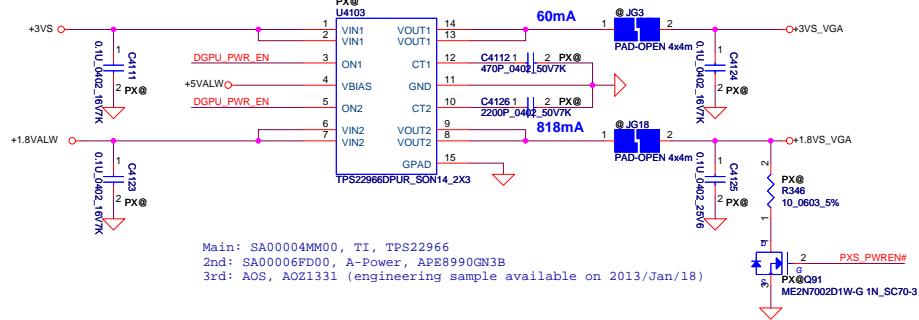 PX@
U4103
+3VS
1
2
VIN1
VIN1
VOUT1
VOUT1
14
13
60mA
1
@ JG3
2
PAD-OPEN 4x4m
+3VS_VGA
C4111
0.1U_0402_16V7K
1
2
PX@
DGPU_PWR_EN
3
ON1
CT1
12
C4112 1
2 PX@
470P_0402_50V7K
C4124
0.1U_0402_16V7K
1
2
PX@
+5VALW
4
VBIAS
GND
11
DGPU_PWR_EN
5
ON2
CT2
10
C4126 1
2 PX@
2200P_0402_50V7K
+1.8VALW
6
7
VIN2
VIN2
VOUT2
VOUT2
9
8
818mA
1
@ JG18
2
PAD-OPEN 4x4m
+1.8VS_VGA
GPAD
15
TPS22966DPUR_SON14_2X3
C4123
0.1U_0402_16V7K
1
2
PX@
C4125
0.1U_0402_25V6
1
2
PX@
2
PX@
R346
10_0603_5%
1
Main: SA00004MM00, TI, TPS22966
2nd: SA00006FD00, A-Power, APE8990GN3B
3rd: AOS, AOZ1331 (engineering sample available on 2013/Jan/18)
D
2
G
PXS_PWREN#
S
3
PX@Q91
ME2N7002D1W-G 1N_SC70-3